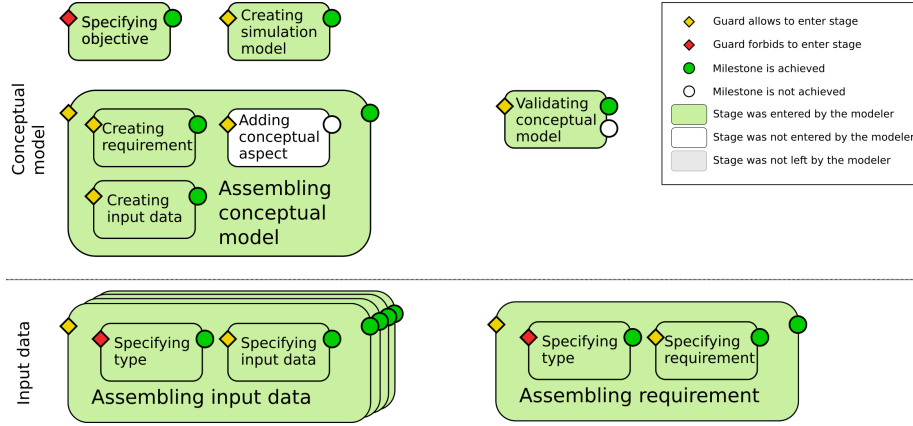 Specifying
objective
Creating
simulation
model
Guard allows to enter stage
Guard forbids to enter stage
Milestone is achieved
Milestone is not achieved
Stage was entered by the modeler
Stage was not entered by the modeler
Stage was not left by the modeler
Conceptual
model
Creating
requirement
Adding
conceptual
aspect
Creating
input data
Assembling
conceptual
model
Validating
conceptual
model
Input data
Specifying
type
Specifying
input data
Assembling input data
Specifying
type
Specifying
requirement
Assembling requirement